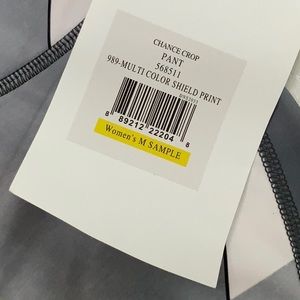 CHANCE CROP
PANT
568511
989-MULTI COLOR SHIELD PRINT
8 89212 22204 8
Women's M SAMPLE